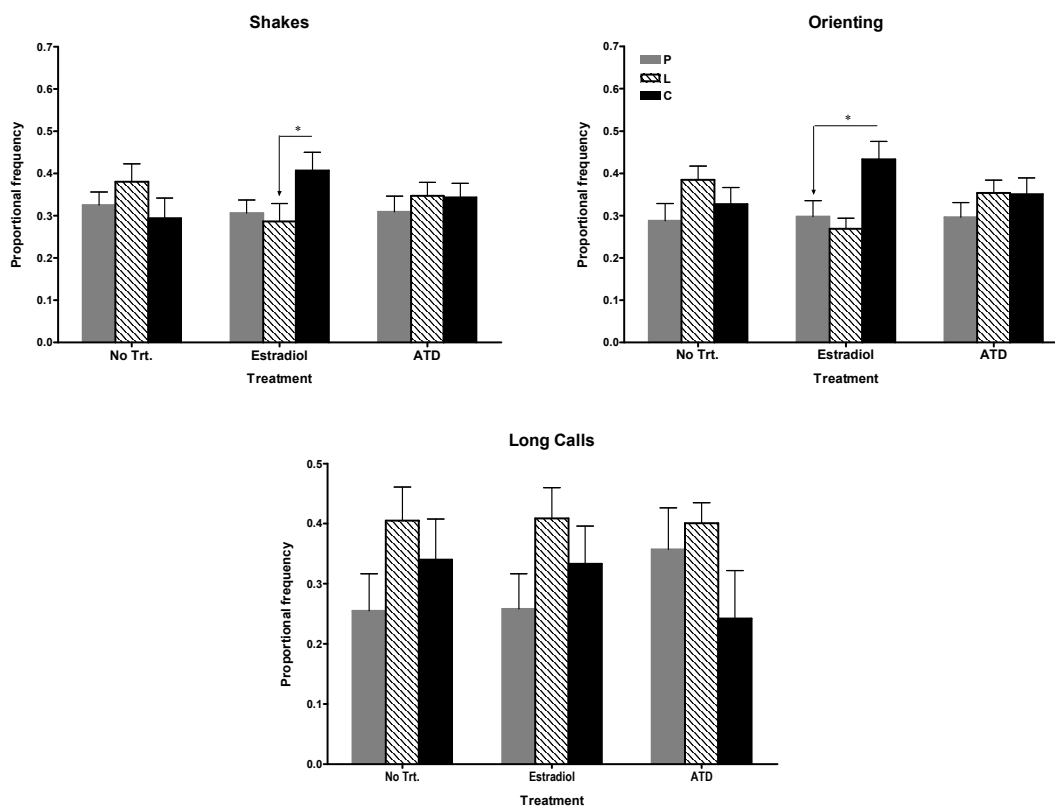 Shakes
0.7
0.6
0.5
0.4
0.3
0.2
0.1
0.0
Proportional frequency
*
No Trt.
Estradiol
ATD
Treatment
Orienting
0.7
0.6
0.5
0.4
0.3
0.2
0.1
0.0
Proportional frequency
P
L
C
*
No Trt.
Estradiol
ATD
Treatment
Long Calls
0.5
0.4
0.3
0.2
0.1
0.0
Proportional frequency
No Trt.
Estradiol
ATD
Treatment